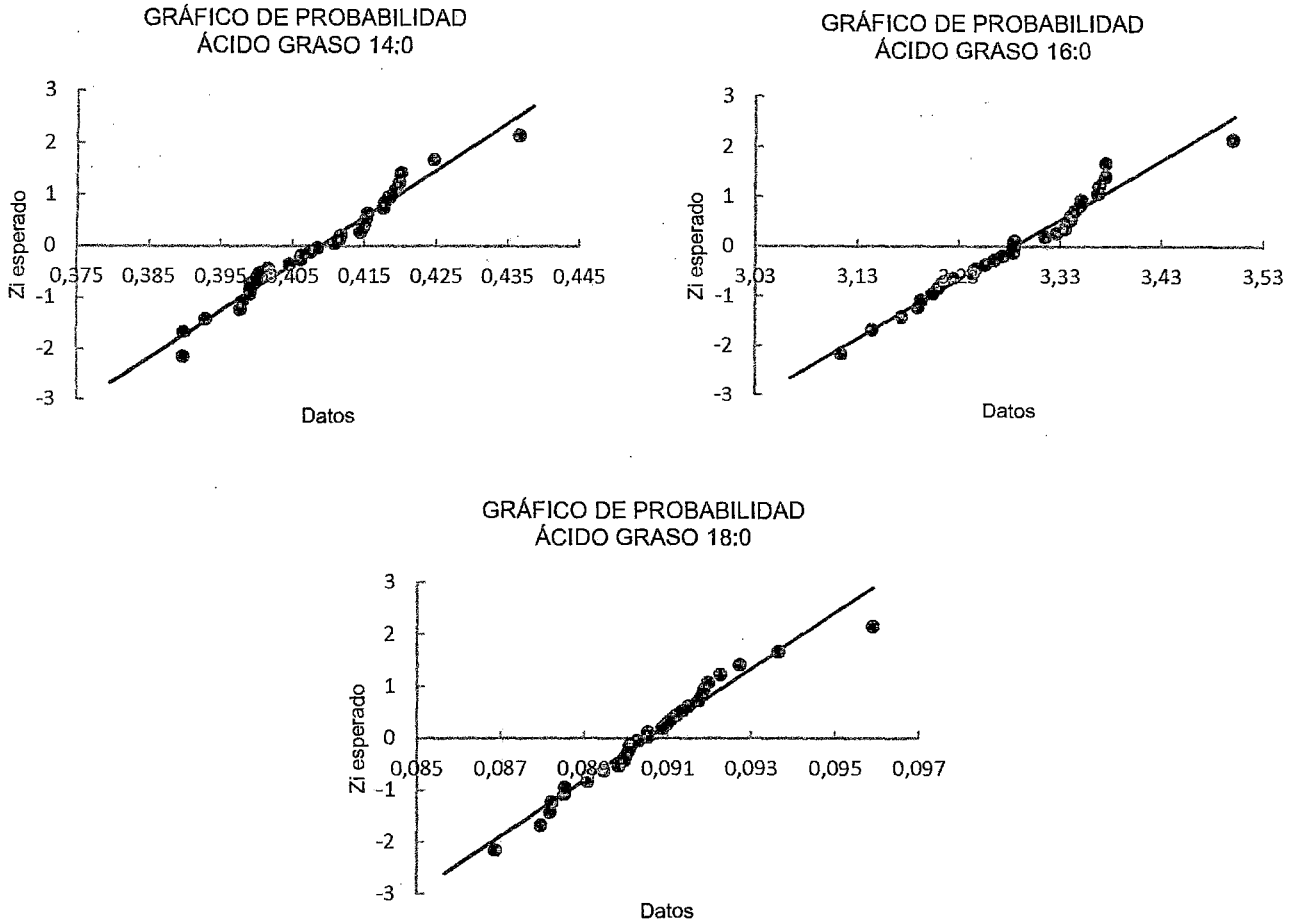 GRÁFICO DE PROBABILIDAD
ÁCIDO GRASO 14:0
3
2
1
0
-1
-2
-3
Zi esperado
0,375 0,385 0,395 0,405 0,415 0,425 0,435 0,445
Datos
GRÁFICO DE PROBABILIDAD
ÁCIDO GRASO 16:0
3
2
1
0
-1
-2
-3
Zi esperado
3,03 3,13 3,23 3,33 3,43 3,53
Datos
GRÁFICO DE PROBABILIDAD
ÁCIDO GRASO 18:0
3
2
1
0
-1
-2
-3
Zi esperado
0,085 0,087 0,089 0,091 0,093 0,095 0,097
Datos